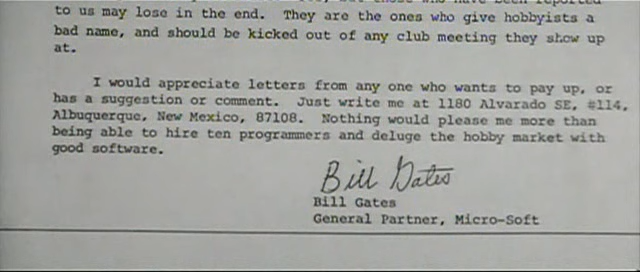 to us may lose in the end. They are the ones who give hobbyists a
bad name, and should be kicked out of any club meeting they show up
at.
I would appreciate letters from any one who wants to pay up, or
has a suggestion or comment. Just write me at 1180 Alvarado SE, #114,
Albuquerque, New Mexico, 87108. Nothing would please me more than
being able to hire ten programmers and deluge the hobby market with
good software.
Bill Gates
Bill Gates
General Partner, Micro-Soft